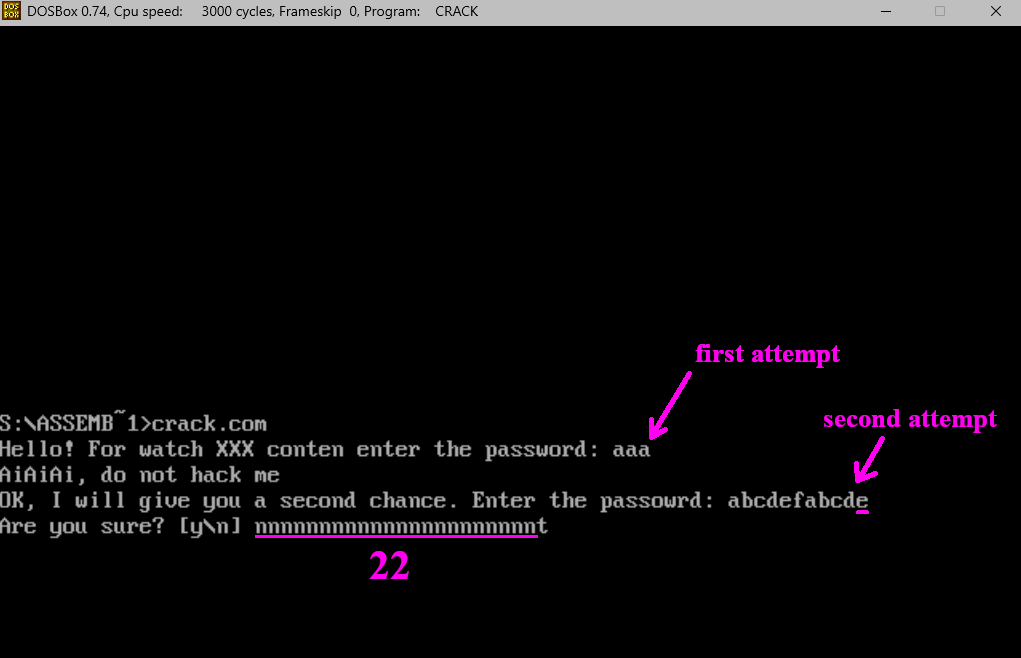 DOS BOX DOSBox 0.74, Cpu speed: 3000 cycles, Frameskip 0, Program: CRACK
first attempt
second attempt
S:\ASSEMB~1>crack.com
Hello! For watch XXX conten enter the password: aaa
AiAiAi, do not hack me
OK, I will give you a second chance. Enter the passowrd: abcdefabcde
Are you sure? [y\n] nnnnnnnnnnnnnnnnnnnnnnt
22